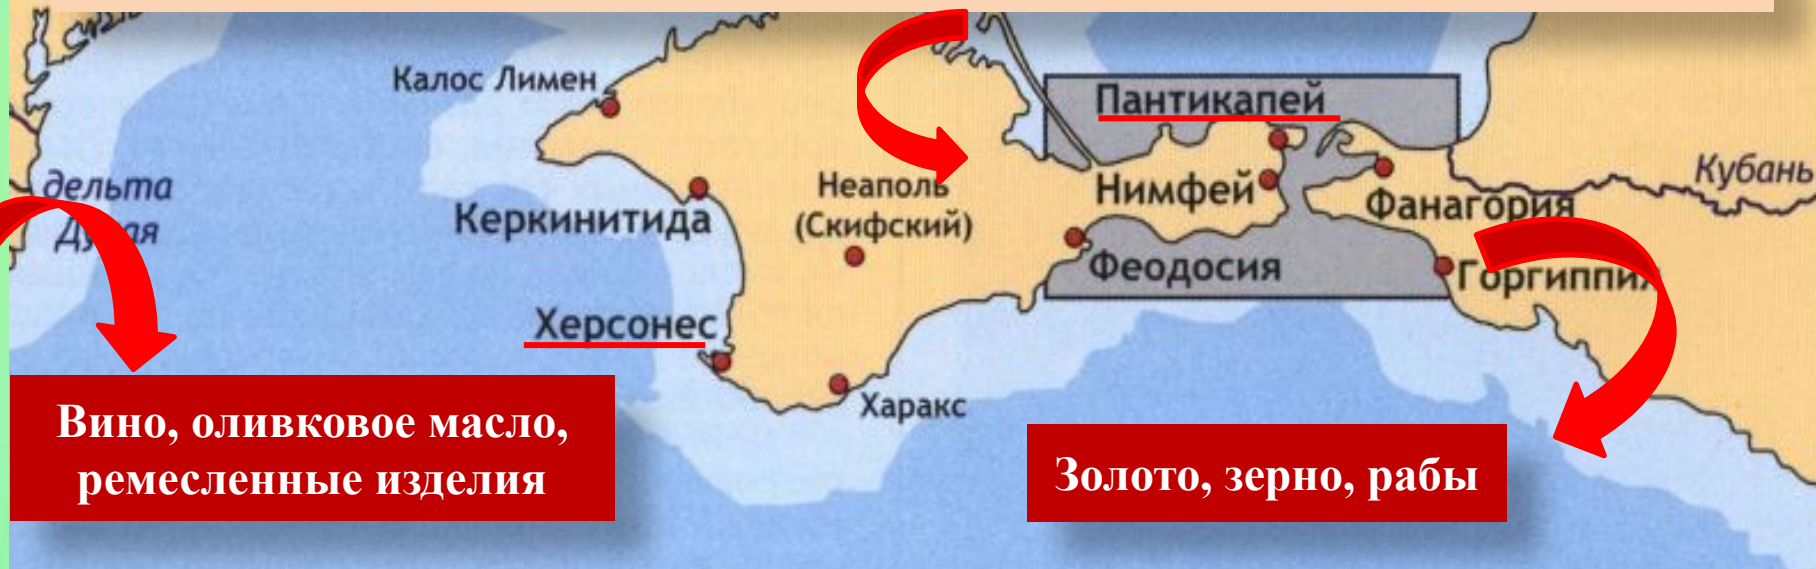 Калос Лимен
Пантикапей
Кубань
дельта
Дуная
Неаполь
(Скифский)
Нимфей
Фанагория
Керкинитида
Феодосия
Горгиппия
Херсонес
Харакс
Вино, оливковое масло,
ремесленные изделия
Золото, зерно, рабы